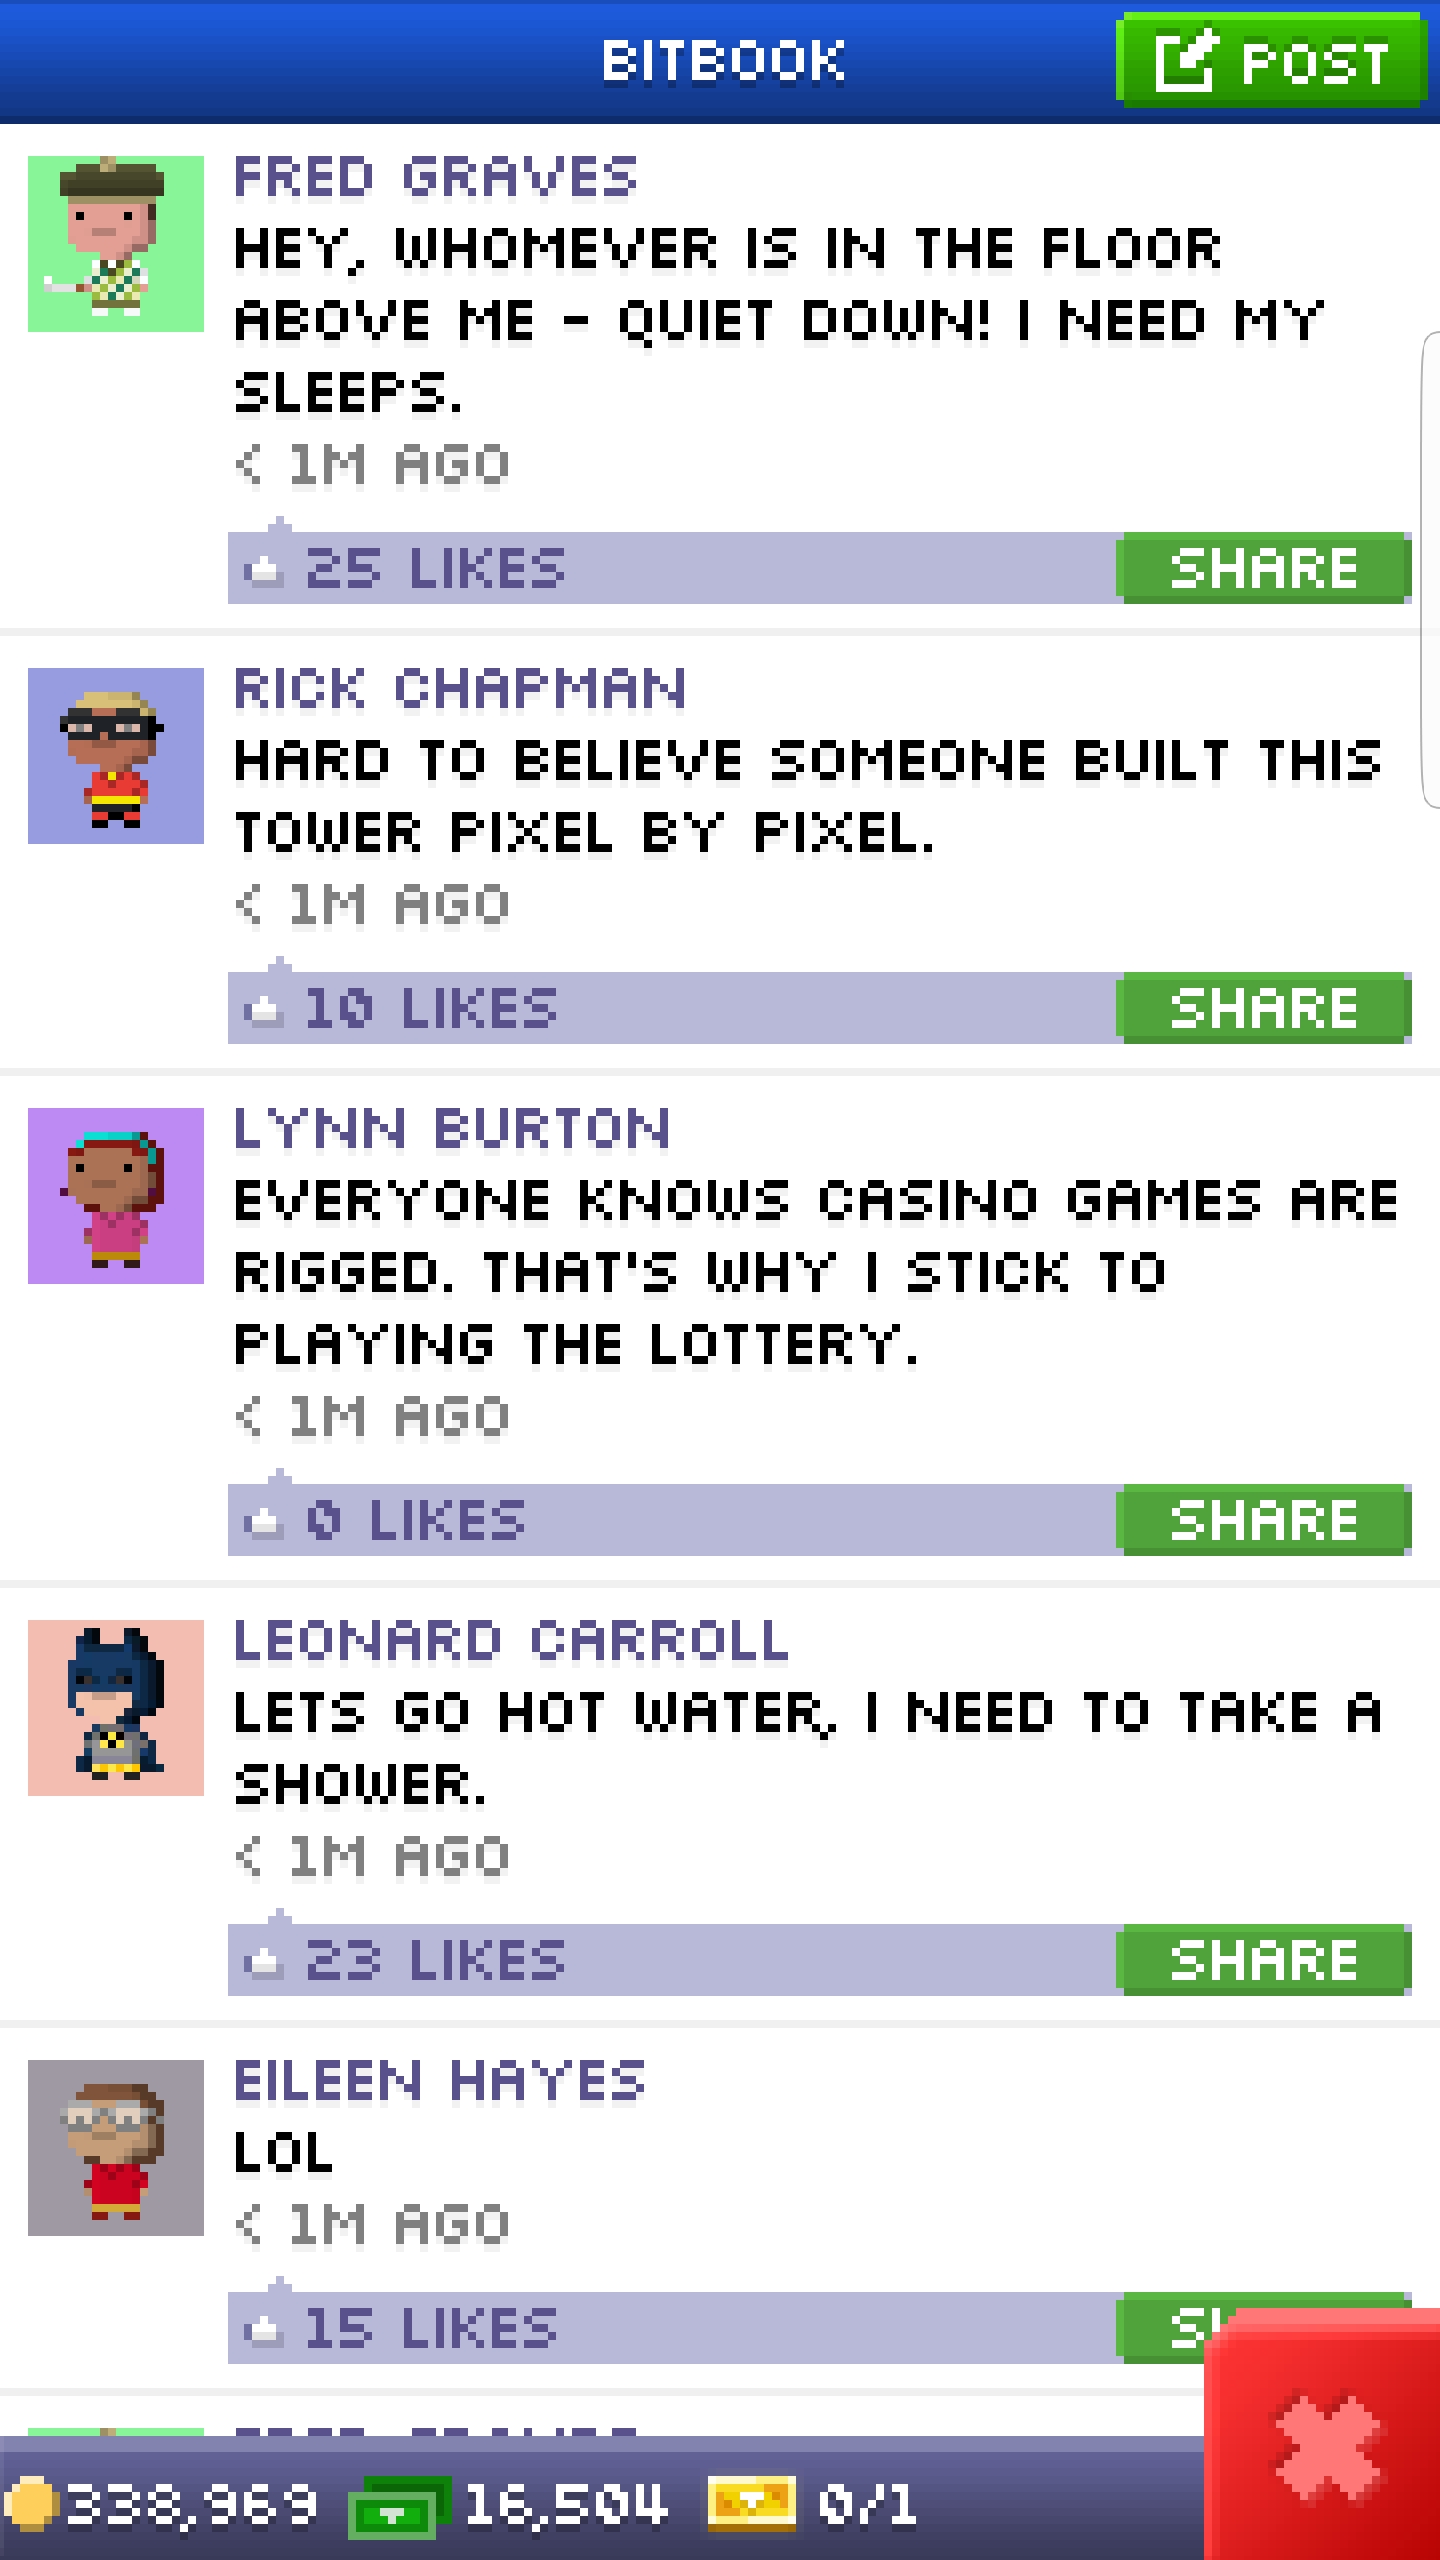 BITBOOK
POST
FRED GRAVES
HEY, WHOMEVER IS IN THE FLOOR
ABOVE ME - QUIET DOWN! I NEED MY
SLEEPS.
< 1M AGO
25 LIKES
SHARE
RICK CHAPMAN
HARD TO BELIEVE SOMEONE BUILT THIS
TOWER PIXEL BY PIXEL.
< 1M AGO
10 LIKES
SHARE
LYNN BURTON
EVERYONE KNOWS CASINO GAMES ARE
RIGGED. THAT'S WHY I STICK TO
PLAYING THE LOTTERY.
< 1M AGO
0 LIKES
SHARE
LEONARD CARROLL
LETS GO HOT WATER, I NEED TO TAKE A
SHOWER.
< 1M AGO
23 LIKES
SHARE
EILEEN HAYES
LOL
< 1M AGO
15 LIKES
338,969
16,504
0/1